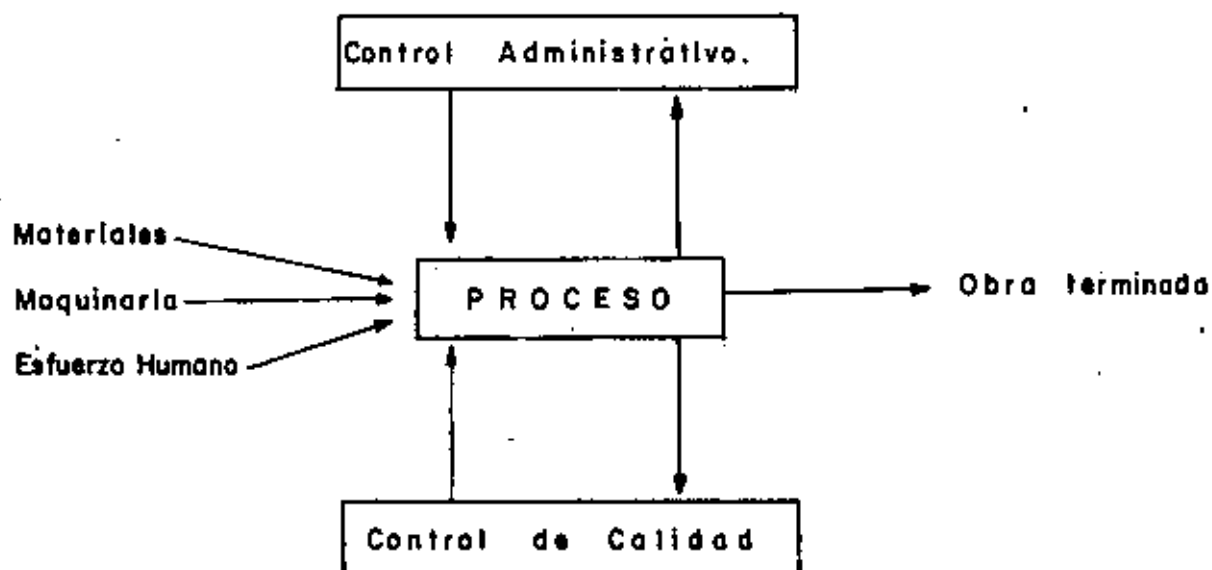 Control Administrativo.
Materiales
Maquinaria
PROCESO
Obra terminada
Esfuerzo Humano
Control de Calidad